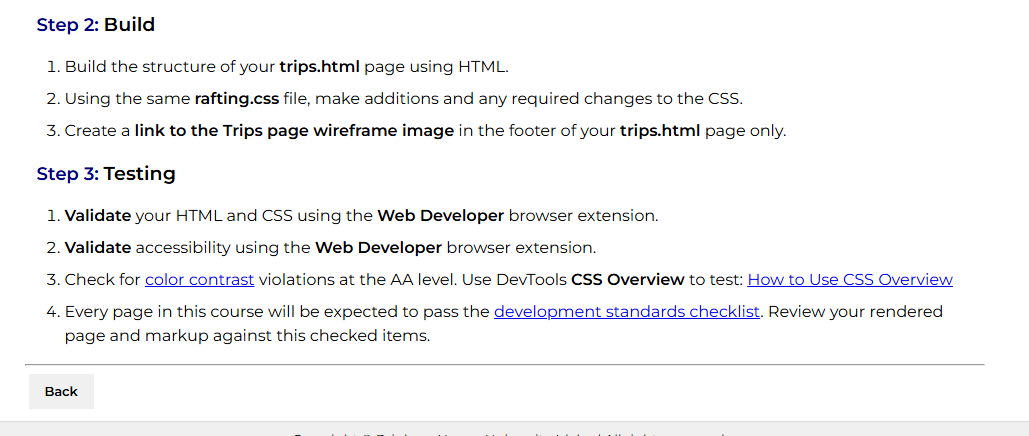 Step 2: Build
1. Build the structure of your trips.html page using HTML.
2. Using the same rafting.css file, make additions and any required changes to the CSS.
3. Create a link to the Trips page wireframe image in the footer of your trips.html page only.
Step 3: Testing
1. Validate your HTML and CSS using the Web Developer browser extension.
2. Validate accessibility using the Web Developer browser extension.
3. Check for color contrast violations at the AA level. Use DevTools CSS Overview to test: How to Use CSS Overview
4. Every page in this course will be expected to pass the development standards checklist. Review your rendered
page and markup against this checked items.
Back